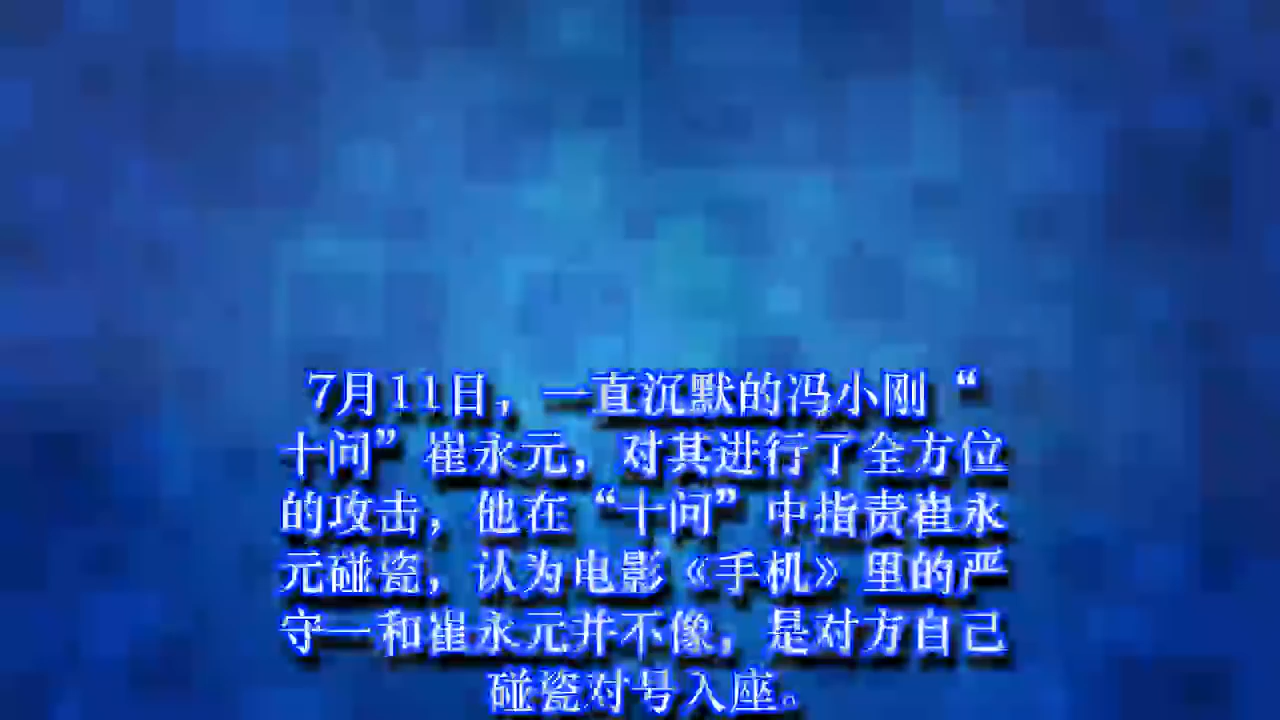 7月11日，一直沉默的冯小刚“
十问”崔永元，对其进行了全方位
的攻击，他在“十问”中指责崔永
元碰瓷，认为电影《手机》里的严
守一和崔永元并不像，是对方自己
碰瓷对号入座。